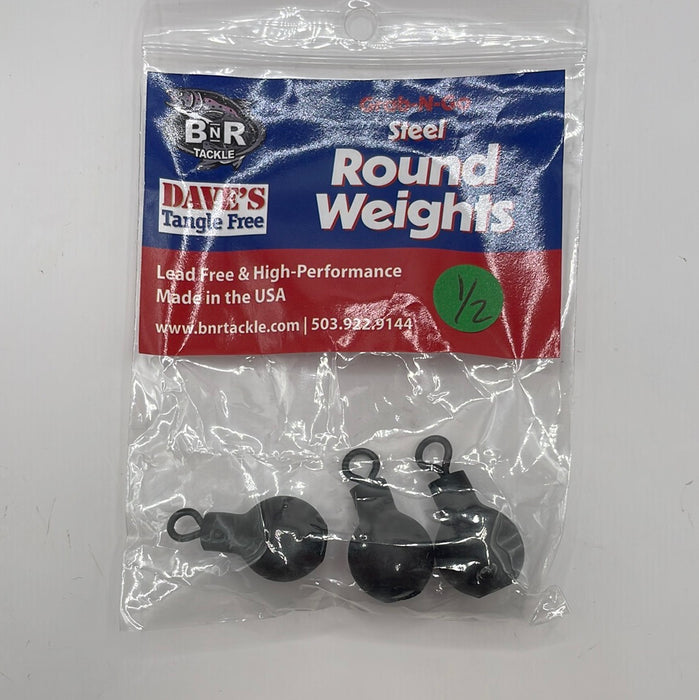 BNR
TACKLE
DAVE'S
Tangle Free
Grab-N-Go
Steel
Round
Weights
Lead Free & High-Performance
Made in the USA
www.bnrtackle.com | 503.922.9144
1/2